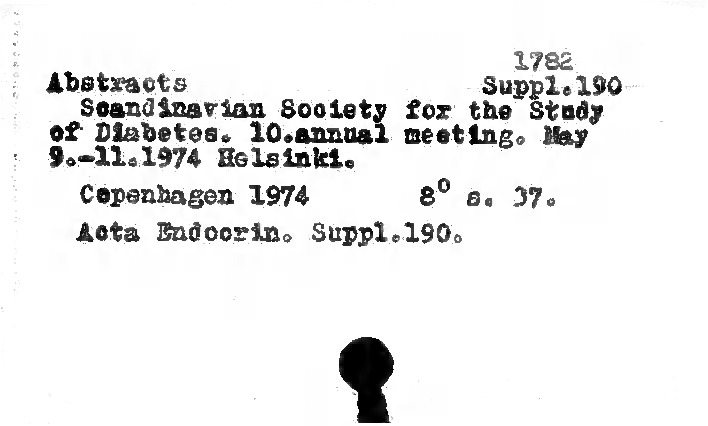 1782
Abstracts Suppl.190
Scandinavian Society for the Study
of Diabetes. 10.annual meeting. May
9.-11.1974 Helsinki.
Copenhagen 1974 8° s. 37.
Acta Endocrin. Suppl.190.